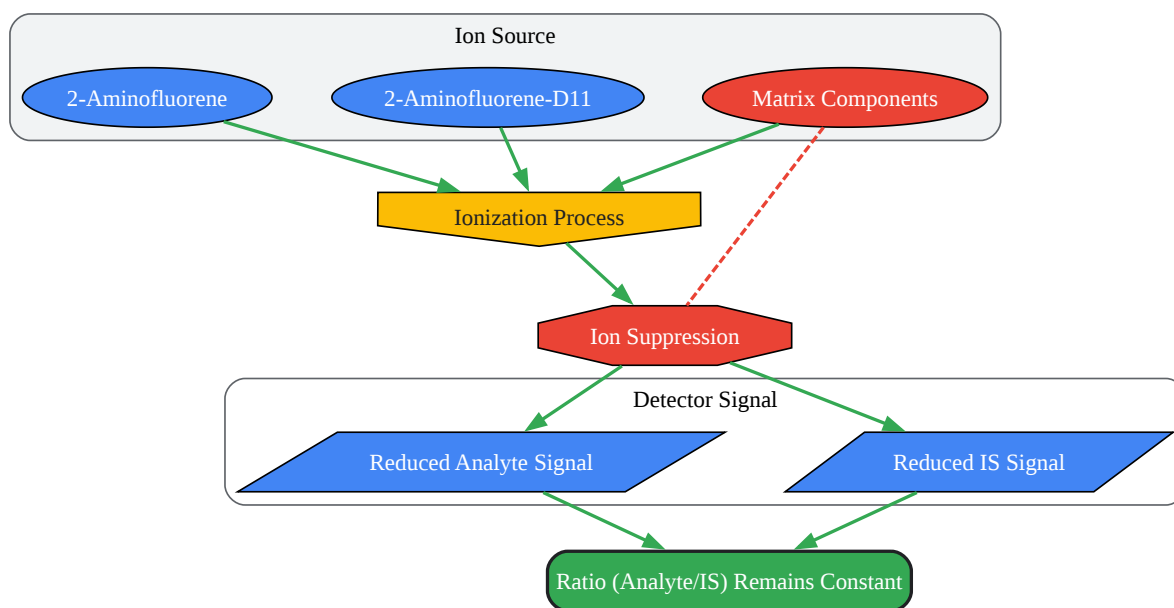 Ion Source
2-Aminofluorene
2-Aminofluorene-D11
Matrix Components
Ionization Process
Ion Suppression
Detector Signal
Reduced Analyte Signal
Reduced IS Signal
Ratio (Analyte/IS) Remains Constant